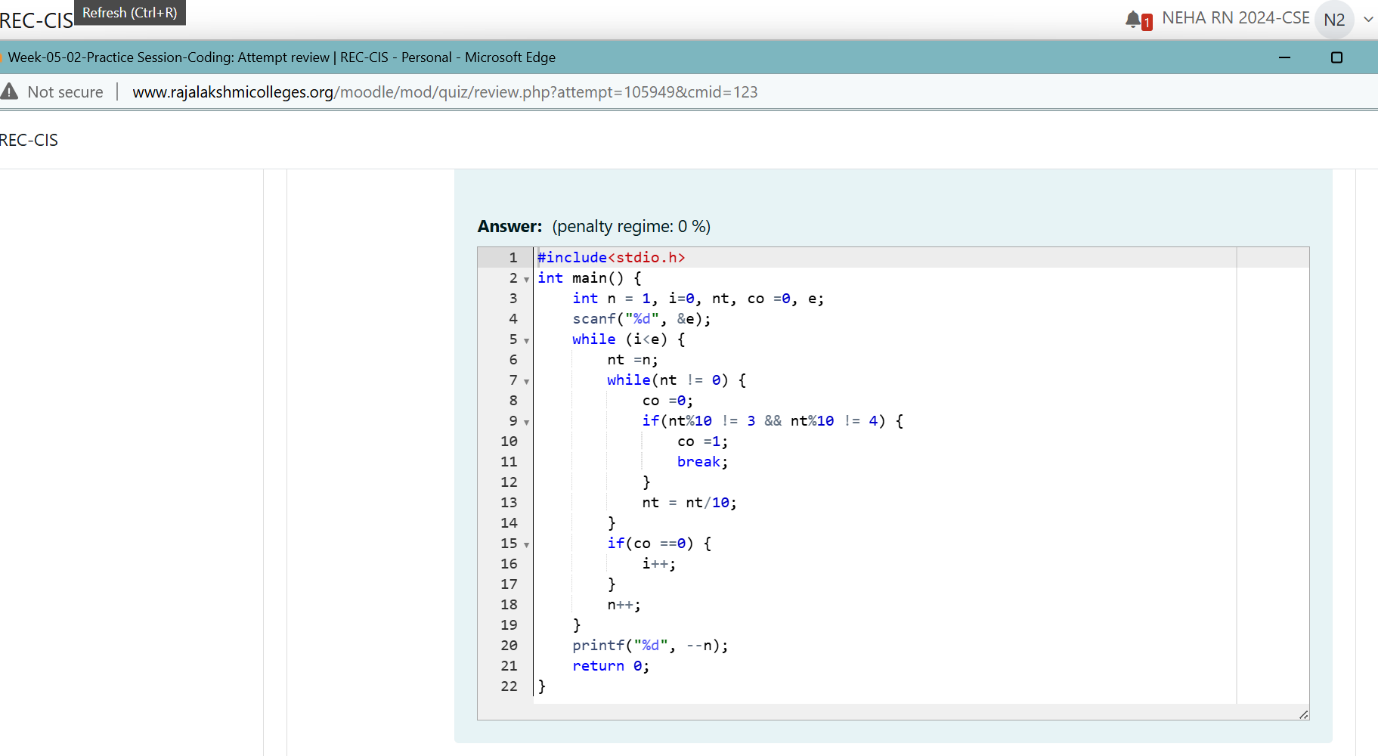 REC-CIS
Refresh (Ctrl+R)
1
NEHA RN 2024-CSE
N2
Week-05-02-Practice Session-Coding: Attempt review | REC-CIS - Personal - Microsoft Edge
Not secure | www.rajalakshmicolleges.org/moodle/mod/quiz/review.php?attempt=105949&cmid=123
REC-CIS
Answer: (penalty regime: 0 %)
1 #include<stdio.h>
2 int main() {
3 int n = 1, i=0, nt, co =0, e;
4 scanf("%d", &e);
5 while (i<e) {
6 nt =n;
7 while(nt != 0) {
8 co =0;
9 if(nt%10 != 3 && nt%10 != 4) {
10 co =1;
11 break;
12 }
13 nt = nt/10;
14 }
15 if(co ==0) {
16 i++;
17 }
18 n++;
19 }
20 printf("%d", --n);
21 return 0;
22 }